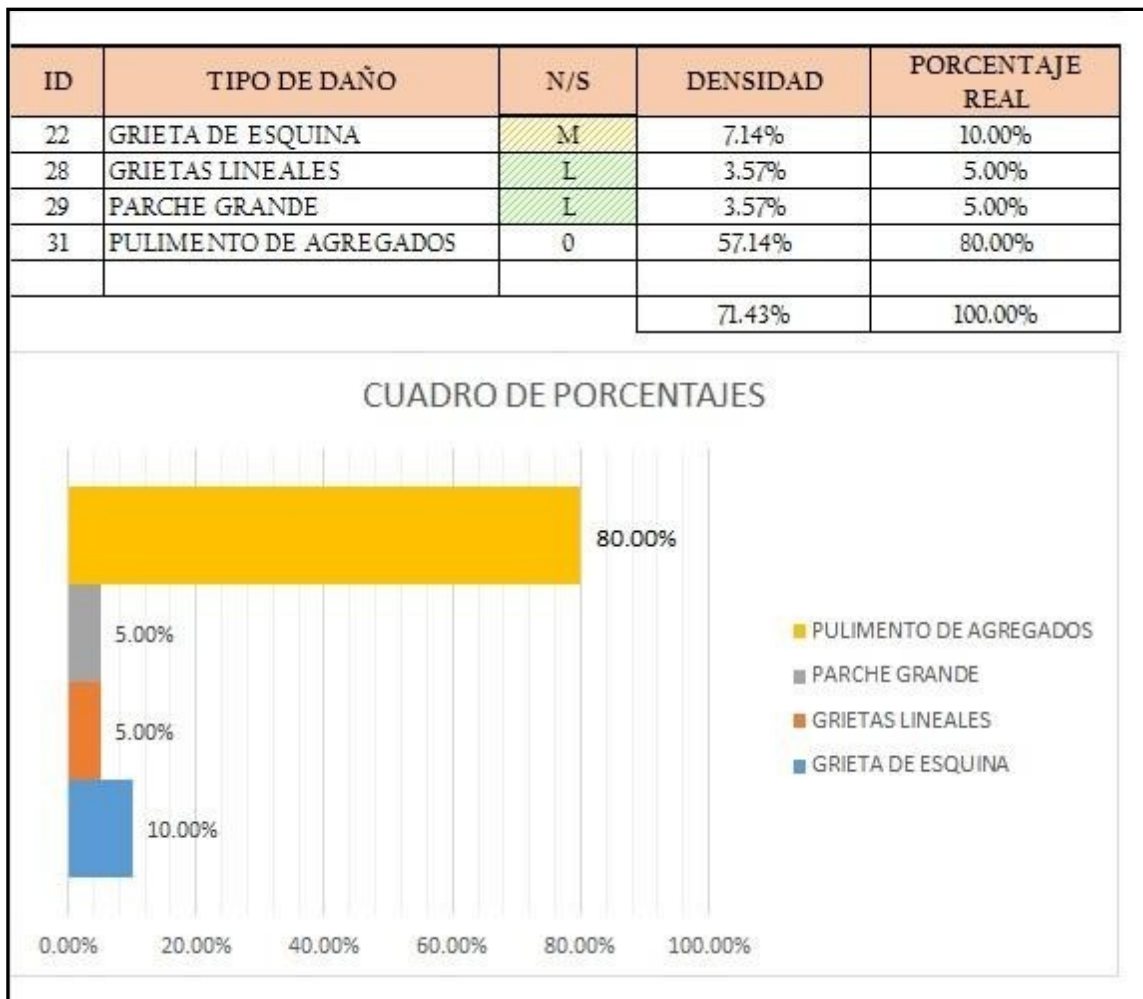 ID TIPO DE DAÑO N/S DENSIDAD PORCENTAJE REAL
22 GRIETA DE ESQUINA M 7.14% 10.00%
28 GRIETAS LINEALES L 3.57% 5.00%
29 PARCHE GRANDE L 3.57% 5.00%
31 PULIMENTO DE AGREGADOS 0 57.14% 80.00%
71.43% 100.00%
CUADRO DE PORCENTAJES
80.00%
5.00%
5.00%
10.00%
0.00% 20.00% 40.00% 60.00% 80.00% 100.00%
PULIMENTO DE AGREGADOS
PARCHE GRANDE
GRIETAS LINEALES
GRIETA DE ESQUINA